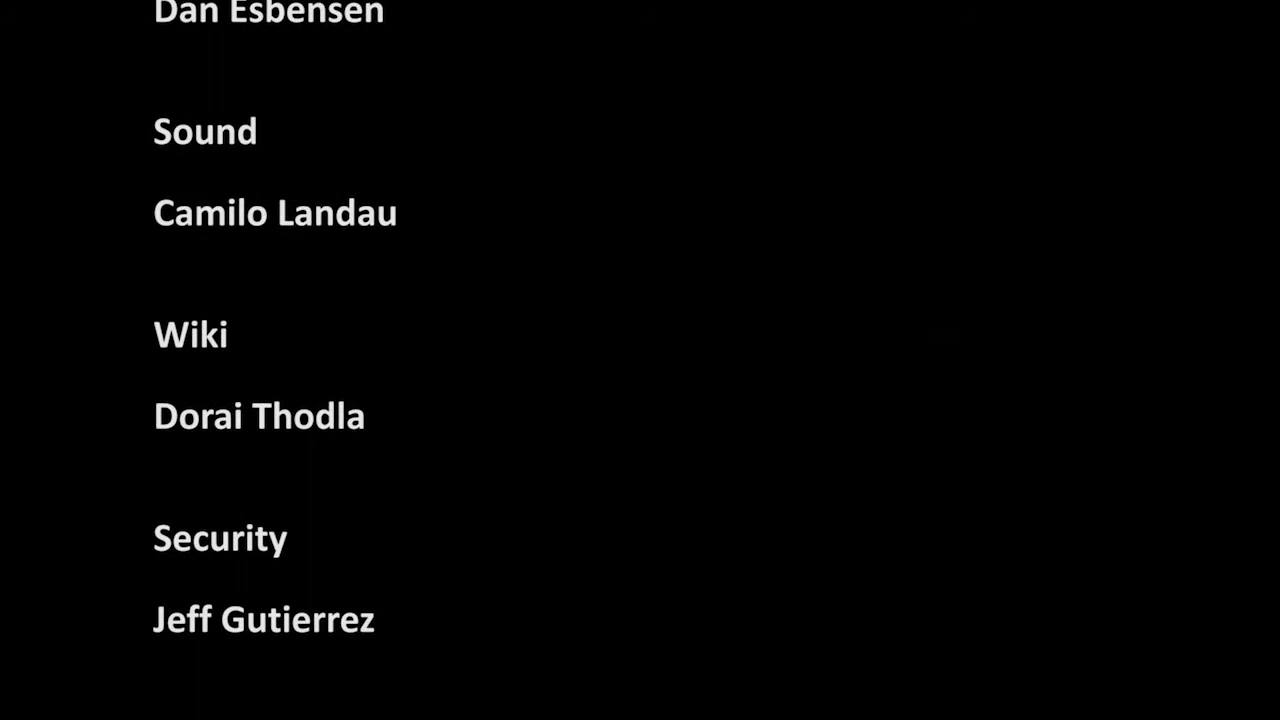 Dan Esbensen
Sound
Camilo Landau
Wiki
Dorai Thodla
Security
Jeff Gutierrez